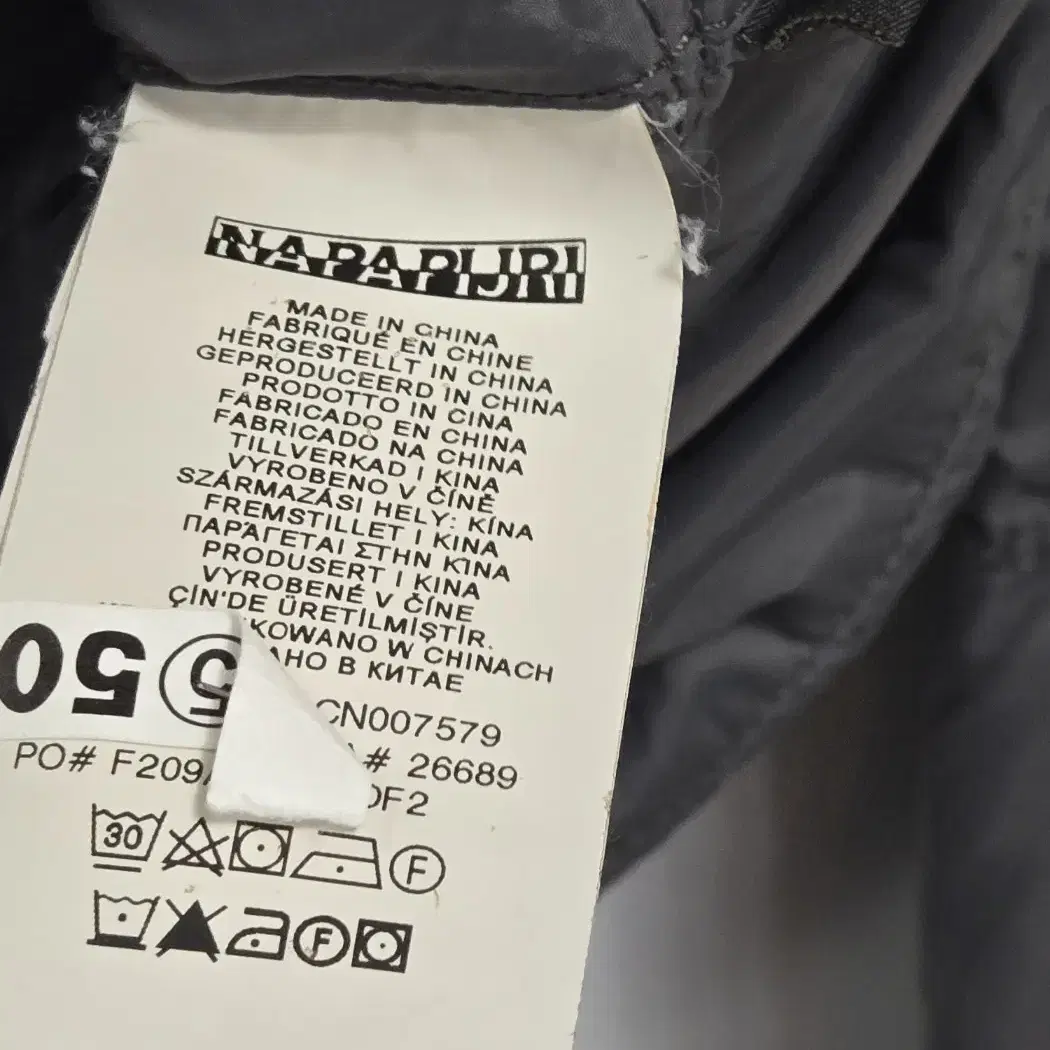 NAPAPIJRI
MADE IN CHINA
FABRIQUÉ EN CHINE
HERGESTELLT IN CHINA
GEPRODUCEERD IN CHINA
PRODOTTO IN CINA
FABRICADO EN CHINA
FABRICADO NA CHINA
TILLVERKAD I KINA
VYROBENO V ČÍNĚ
SZÁRMAZÁSI HELY: KÍNA
FREMSTILLET I KINA
ΠΑΡΑΓΕΤΑΙ ΣΤΗΝ ΚΙΝΑ
PRODUSERT I KINA
VYROBENÉ V ČÍNE
ÇİN'DE ÜRETİLMİŞTİR.
KOWANO W CHINACH
АНО В КИТАЕ
50 5
CN007579
PO# F209 # 26689
OF2
30
F
F